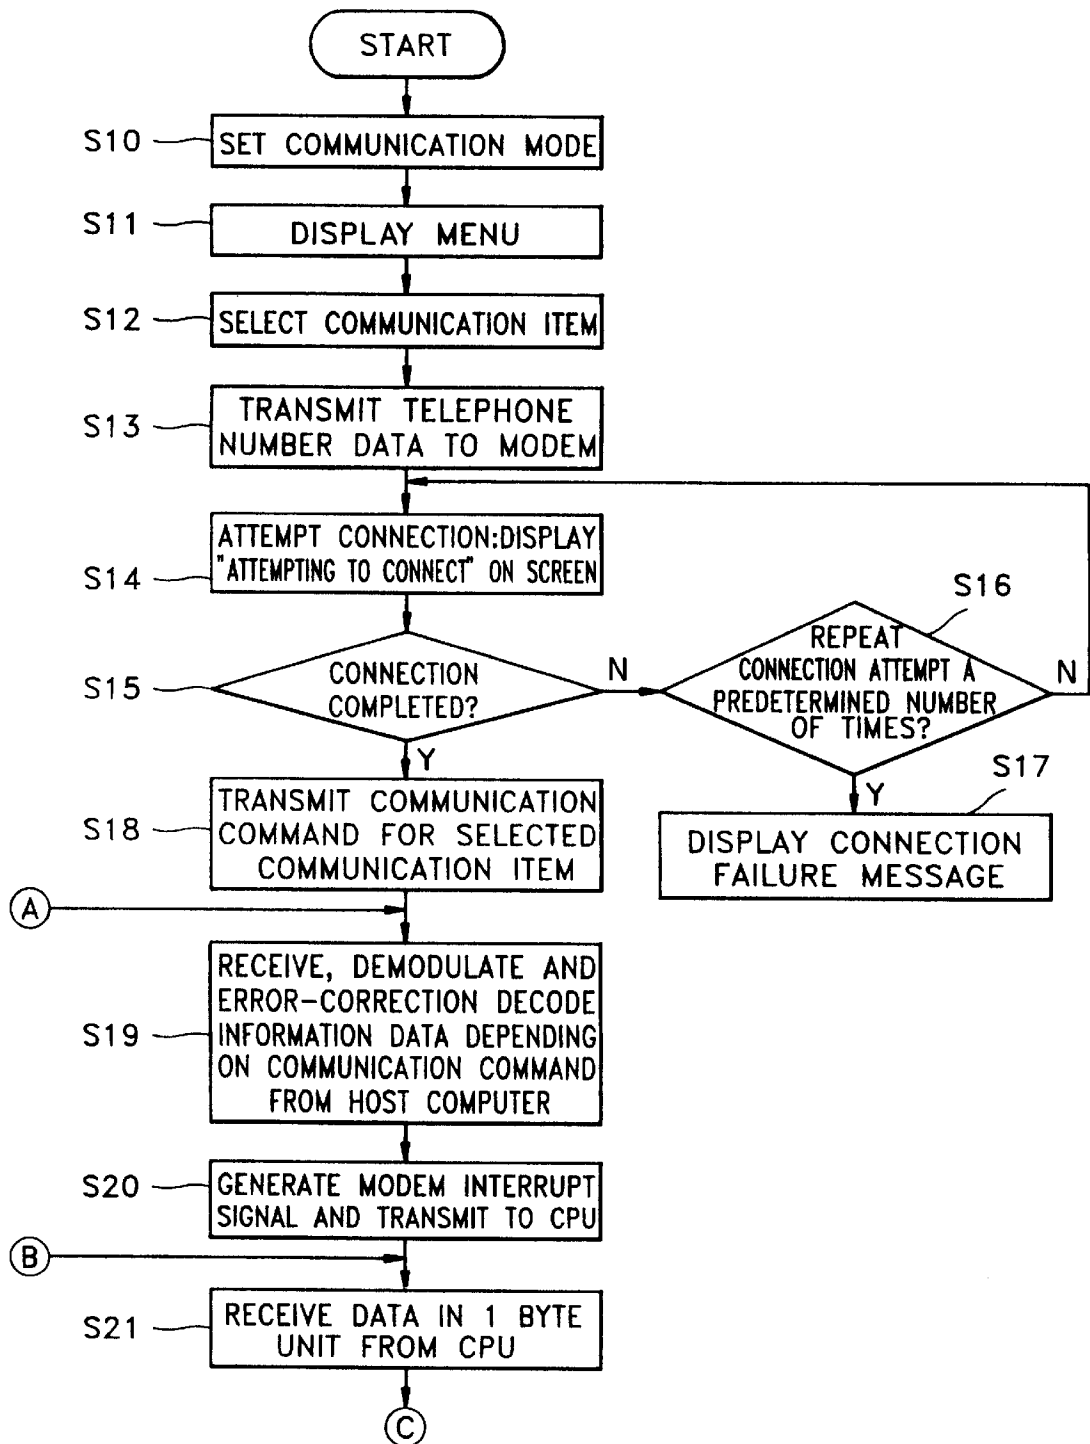 START
S10
SET COMMUNICATION MODE
S11
DISPLAY MENU
S12
SELECT COMMUNICATION ITEM
S13
TRANSMIT TELEPHONE
NUMBER DATA TO MODEM
S14
ATTEMPT CONNECTION:DISPLAY
"ATTEMPTING TO CONNECT" ON SCREEN
S15
CONNECTION
COMPLETED?
N
Y
S16
REPEAT
CONNECTION ATTEMPT A
PREDETERMINED NUMBER
OF TIMES?
N
Y
S17
DISPLAY CONNECTION
FAILURE MESSAGE
S18
TRANSMIT COMMUNICATION
COMMAND FOR SELECTED
COMMUNICATION ITEM
A
S19
RECEIVE, DEMODULATE AND
ERROR-CORRECTION DECODE
INFORMATION DATA DEPENDING
ON COMMUNICATION COMMAND
FROM HOST COMPUTER
S20
GENERATE MODEM INTERRUPT
SIGNAL AND TRANSMIT TO CPU
B
S21
RECEIVE DATA IN 1 BYTE
UNIT FROM CPU
C